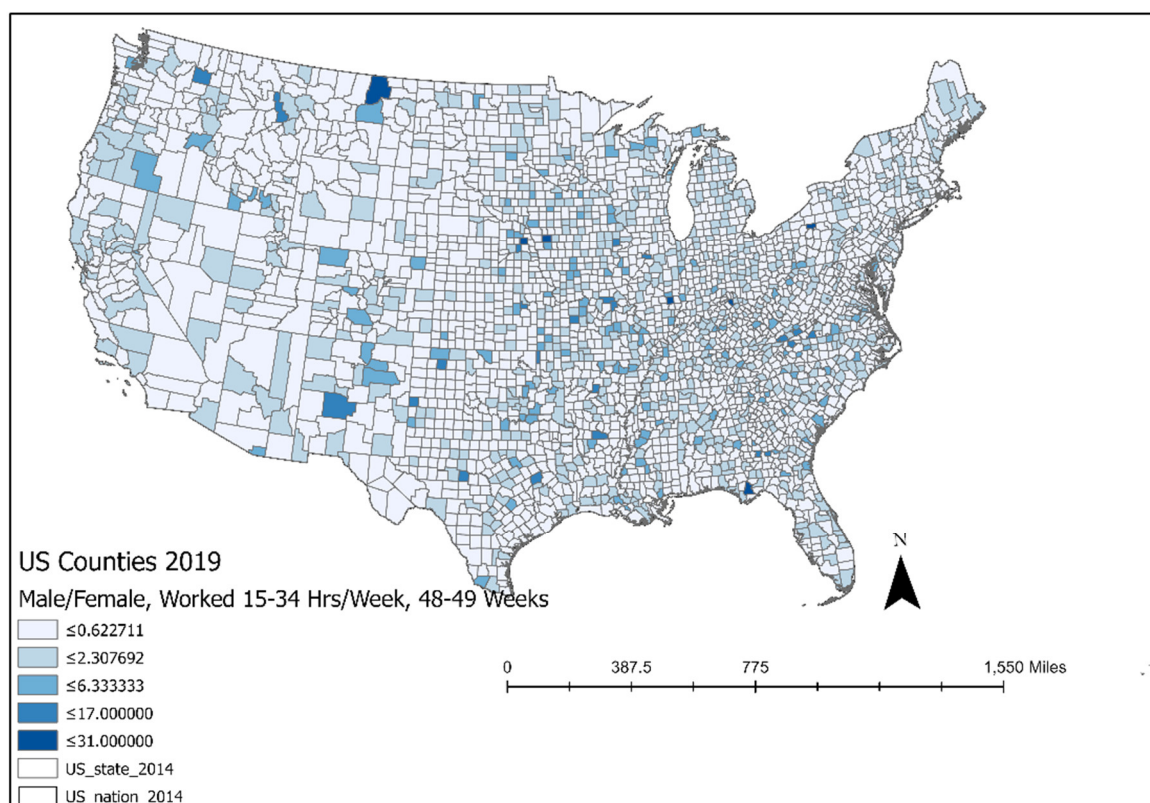 N
US Counties 2019
Male/Female, Worked 15-34 Hrs/Week, 48-49 Weeks
≤0.622711
≤2.307692
≤6.333333
≤17.000000
≤31.000000
US_state_2014
US_nation_2014
0 387.5 775 1,550 Miles